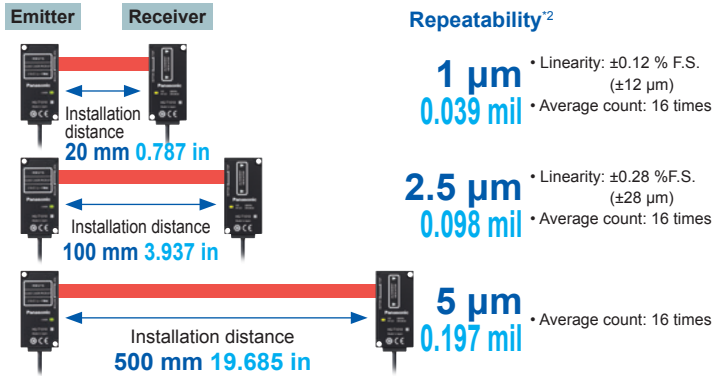 Emitter
Receiver
Repeatability*2
Panasonic
Panasonic
Installation
distance
20 mm 0.787 in
1 µm
0.039 mil
• Linearity: ±0.12 % F.S.
(±12 µm)
• Average count: 16 times
Panasonic
Panasonic
Installation distance
100 mm 3.937 in
2.5 µm
0.098 mil
• Linearity: ±0.28 %F.S.
(±28 µm)
• Average count: 16 times
Panasonic
Panasonic
Installation distance
500 mm 19.685 in
5 µm
0.197 mil
• Average count: 16 times